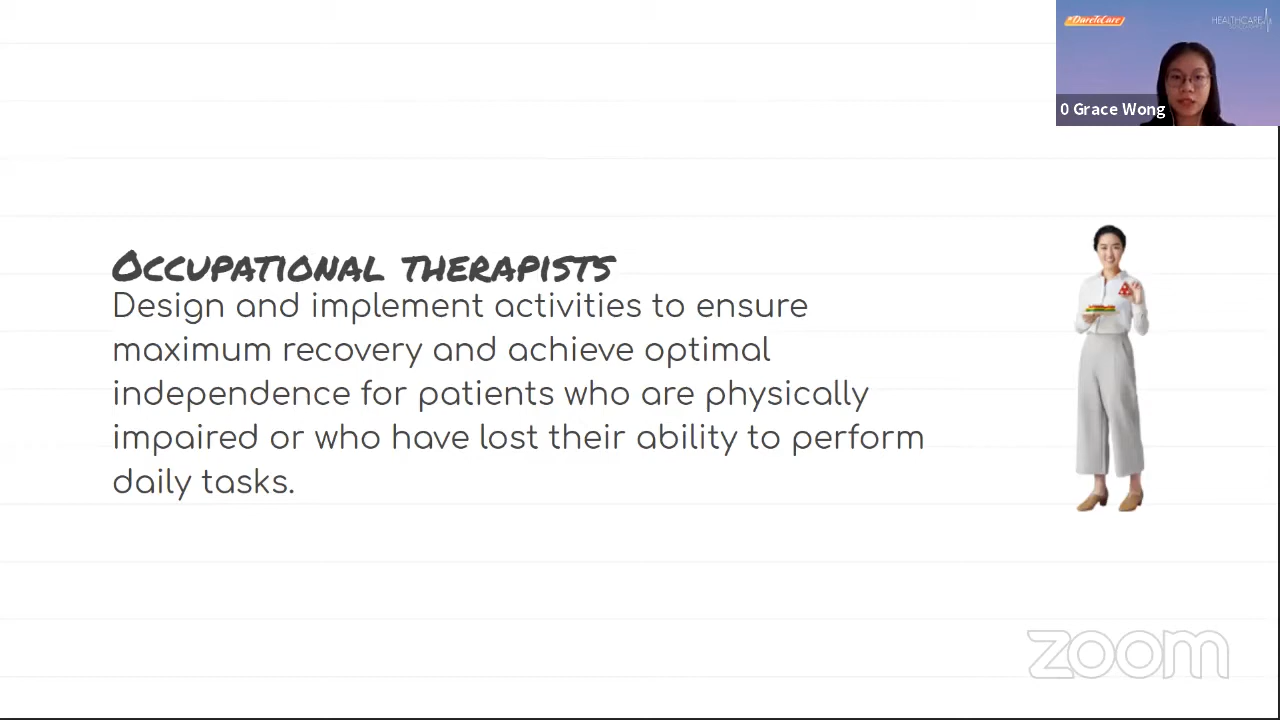 #DareToCare
HEALTHCARE
0 Grace Wong
OCCUPATIONAL THERAPISTS
Design and implement activities to ensure
maximum recovery and achieve optimal
independence for patients who are physically
impaired or who have lost their ability to perform
daily tasks.
zoom